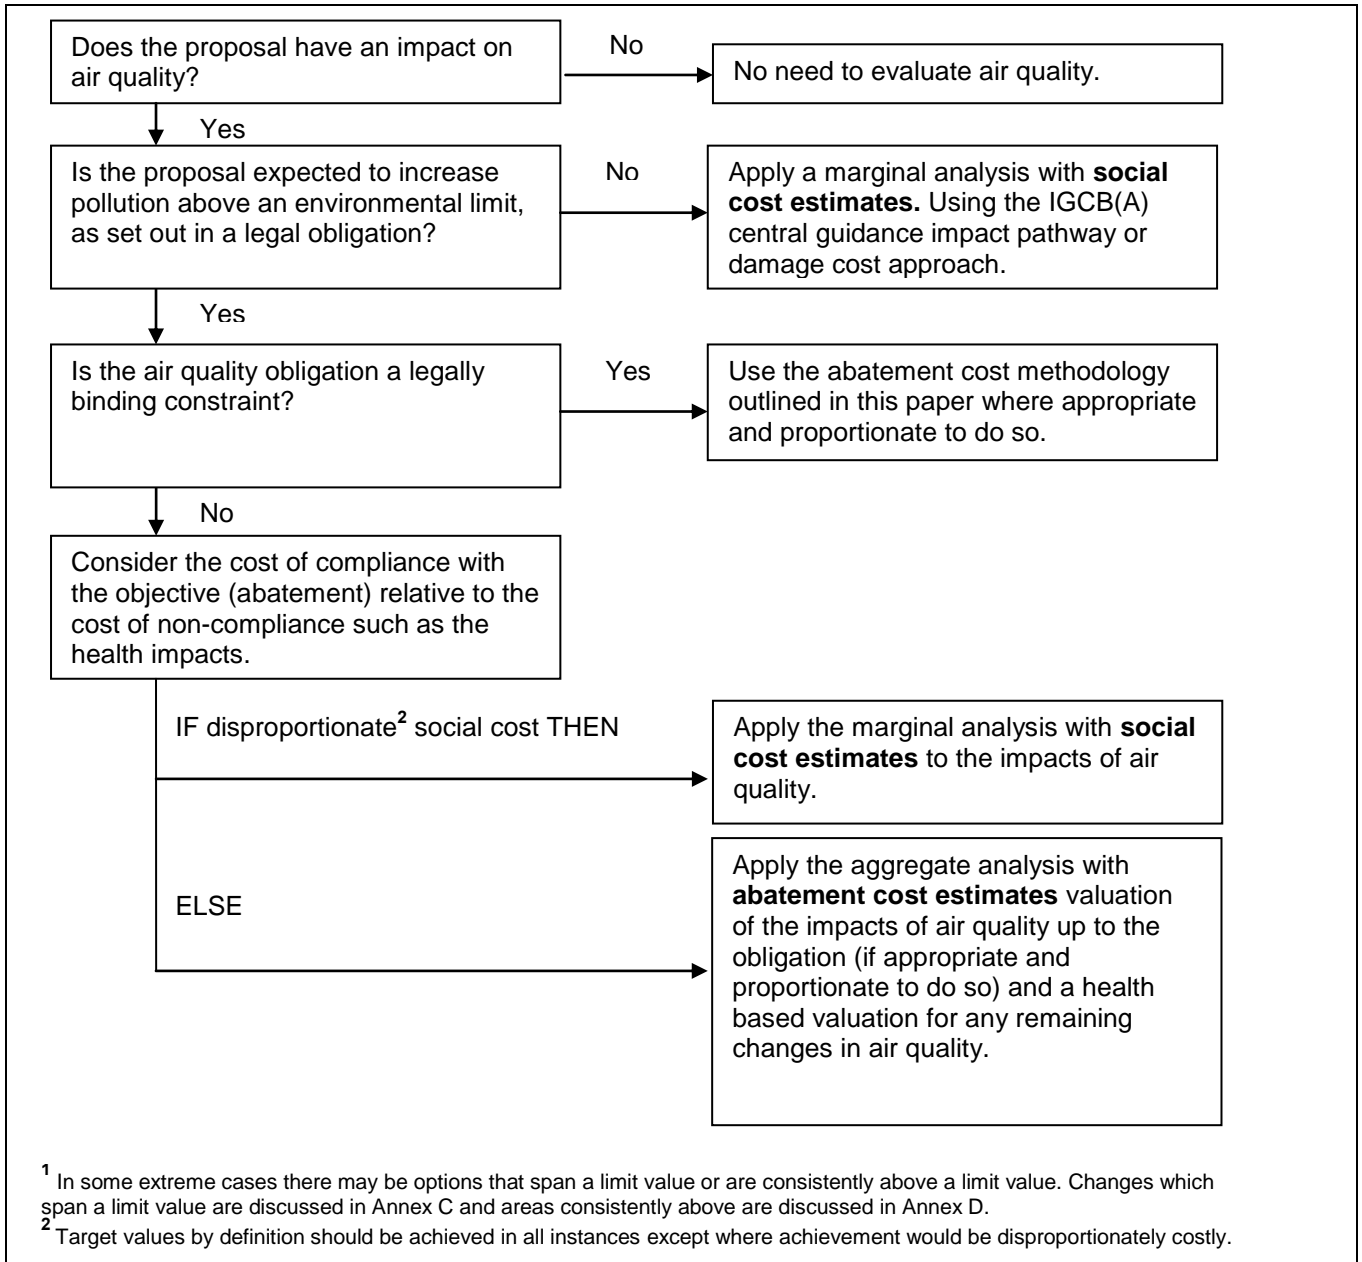 Does the proposal have an impact on
air quality?
No
No need to evaluate air quality.
Yes
Is the proposal expected to increase
pollution above an environmental limit,
as set out in a legal obligation?
No
Apply a marginal analysis with social
cost estimates. Using the IGCB(A)
central guidance impact pathway or
damage cost approach.
Yes
Is the air quality obligation a legally
binding constraint?
Yes
Use the abatement cost methodology
outlined in this paper where appropriate
and proportionate to do so.
No
Consider the cost of compliance with
the objective (abatement) relative to the
cost of non-compliance such as the
health impacts.
IF disproportionate² social cost THEN
Apply the marginal analysis with social
cost estimates to the impacts of air
quality.
ELSE
Apply the aggregate analysis with
abatement cost estimates valuation
of the impacts of air quality up to the
obligation (if appropriate and
proportionate to do so) and a health
based valuation for any remaining
changes in air quality.
¹ In some extreme cases there may be options that span a limit value or are consistently above a limit value. Changes which
span a limit value are discussed in Annex C and areas consistently above are discussed in Annex D.
² Target values by definition should be achieved in all instances except where achievement would be disproportionately costly.